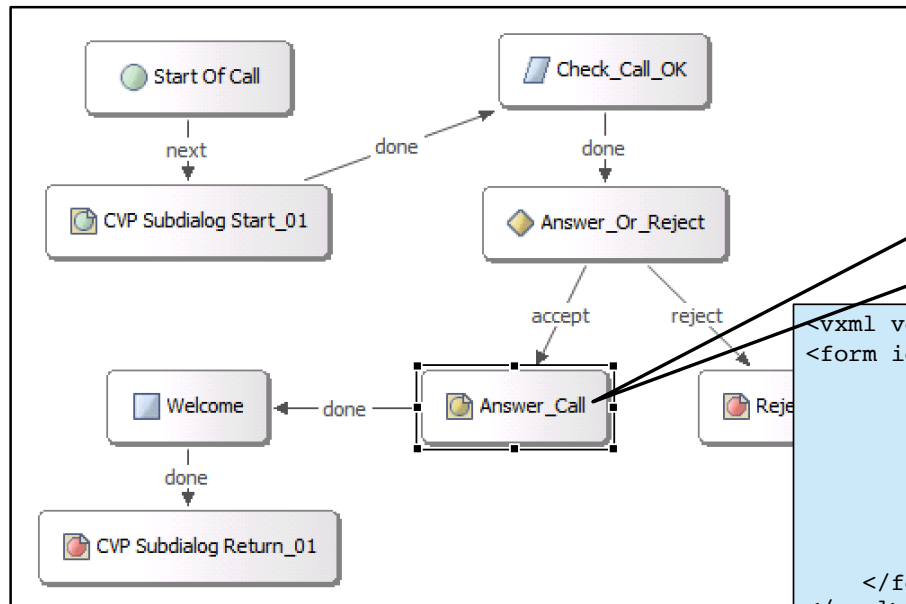 Start Of Call
Check_Call_OK
next
done
done
CVP Subdialog Start_01
Answer_Or_Reject
accept
reject
<vxml
<form
Welcome
done
Answer_Call
done
CVP Subdialog Return_01